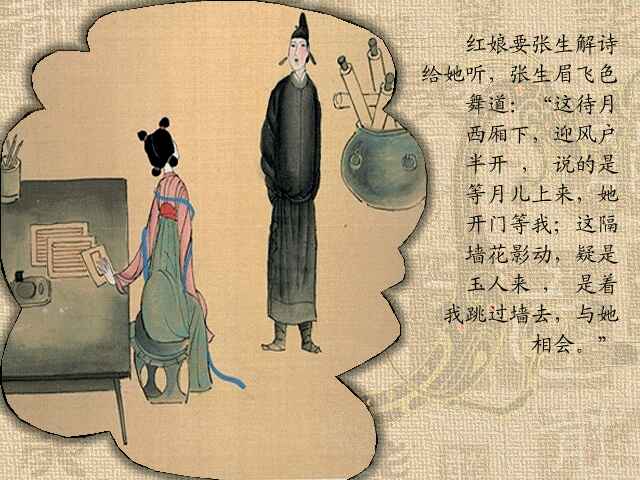 红娘要张生解诗
给她听，张生眉飞色
舞道：“这待月
西厢下，迎风户
半开 ， 说的是
等月儿上来，她
开门等我；这隔
墙花影动，疑是
玉人来 ， 是着
我跳过墙去，与她
相会。”